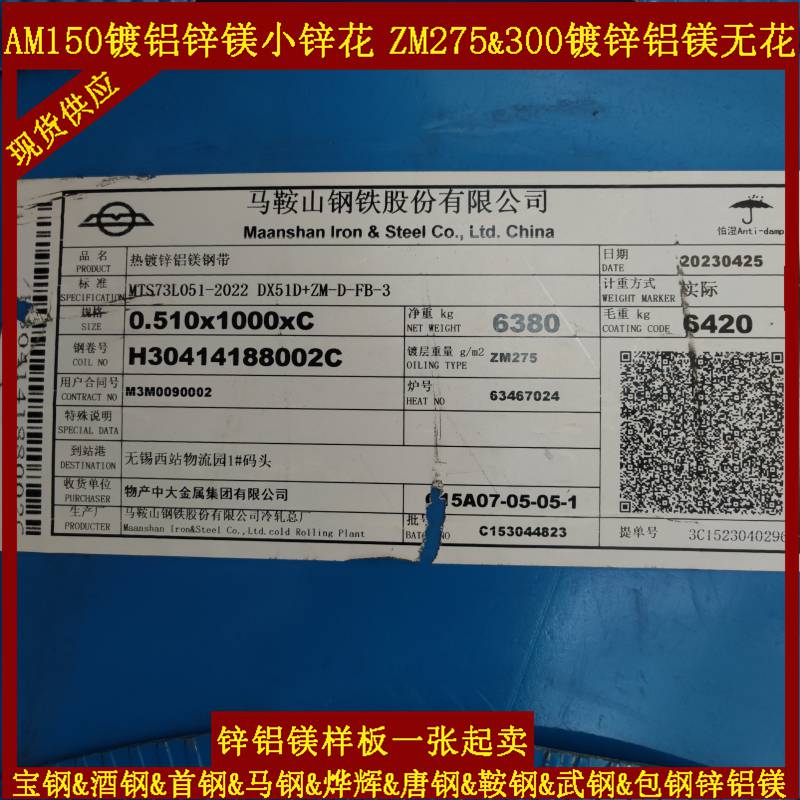 AM150镀铝锌镁小锌花 ZM275&300镀锌铝镁无花
现货供应
马鞍山钢铁股份有限公司
Maanshan Iron & Steel Co., Ltd. China
怕湿Anti-damp
品名 PRODUCT 热镀锌铝镁钢带 日期 DATE 20230425
标准 SPECIFICATION MTS73L051-2022 DX51D+ZM-D-FB-3 计重方式 WEIGHT MARKER 实际
规格 SIZE 0.510x1000xC 净重 kg NET WEIGHT 6380 毛重 kg COATING CODE 6420
钢卷号 COIL NO H30414188002C 镀层重量 g/m2 OILING TYPE ZM275
用户合同号 CONTRACT NO M3M0090002 炉号 HEAT NO 63467024
特殊说明 SPECIAL DATA
到站港 DESTINATION 无锡西站物流园1#码头
收货单位 PURCHASER 物产中大金属集团有限公司 15A07-05-05-1
生产厂 PRODUCTER 马鞍山钢铁股份有限公司冷轧总厂 批号 NO C153044823 提单号 3C1523040296
Maanshan Iron&Steel Co.,Ltd.cold Rolling Plant
锌铝镁样板一张起卖
宝钢&酒钢&首钢&马钢&烨辉&唐钢&鞍钢&武钢&包钢锌铝镁